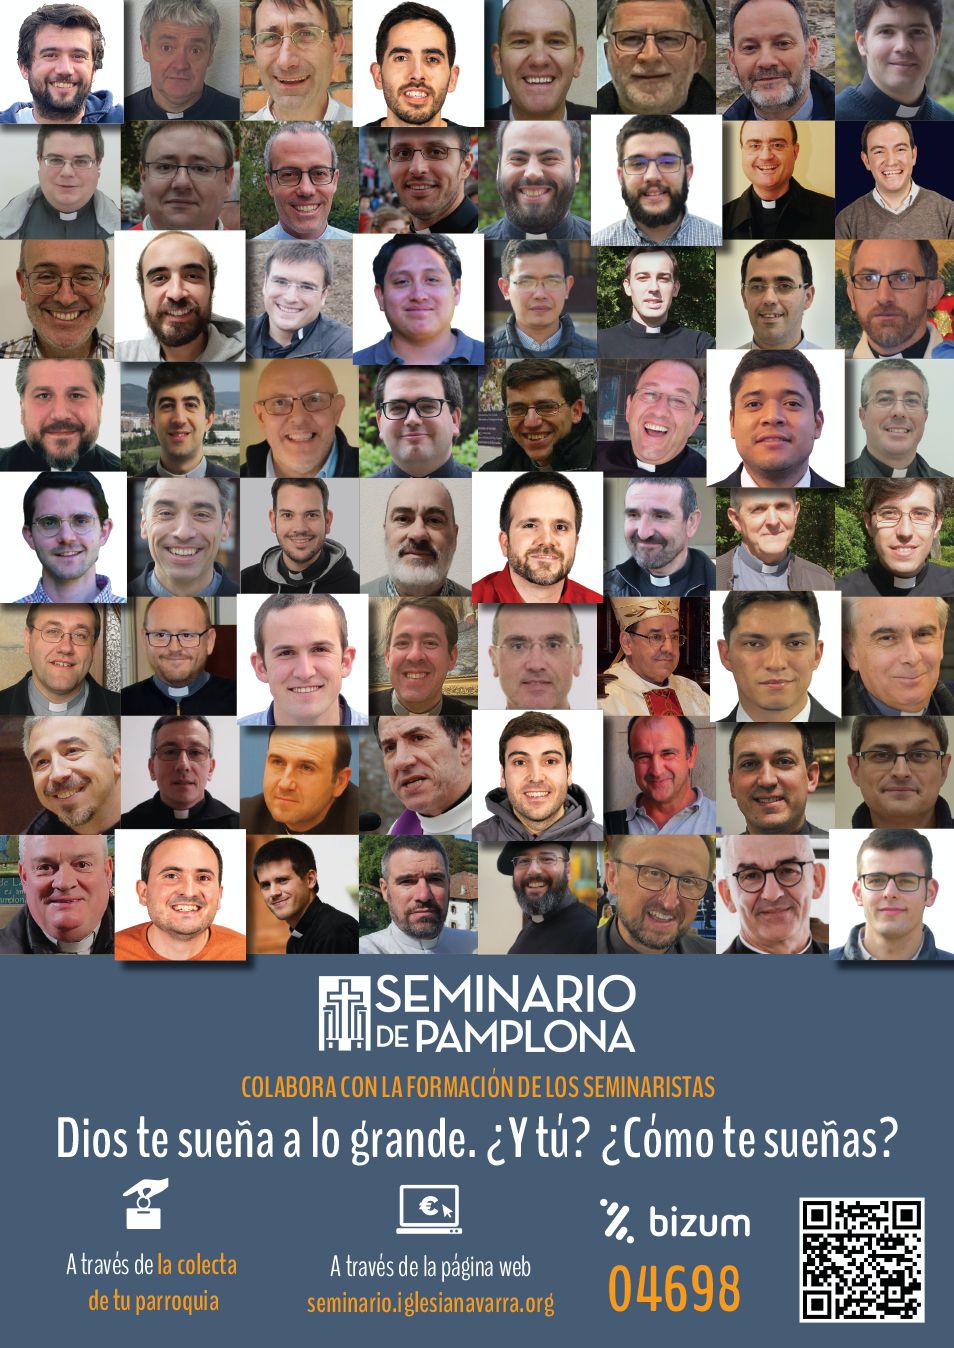 SEMINARIO
DE PAMPLONA
COLABORA CON LA FORMACIÓN DE LOS SEMINARISTAS
Dios te sueña a lo grande. ¿Y tú? ¿Cómo te sueñas?
A través de la colecta
de tu parroquia
€
A través de la página web
seminario.iglesianavarra.org
bizum
04698